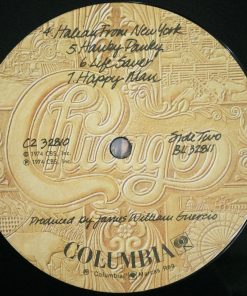 4. Italian From New York
5. Hanky Panky
6. Life Saver
7. Happy Man
Chicago
C2 32810
℗ 1974 CBS, Inc.
© 1974 CBS, Inc.
Side Two
BL 32811
Produced by James William Guercio
COLUMBIA
® Columbia, Marcas Reg.